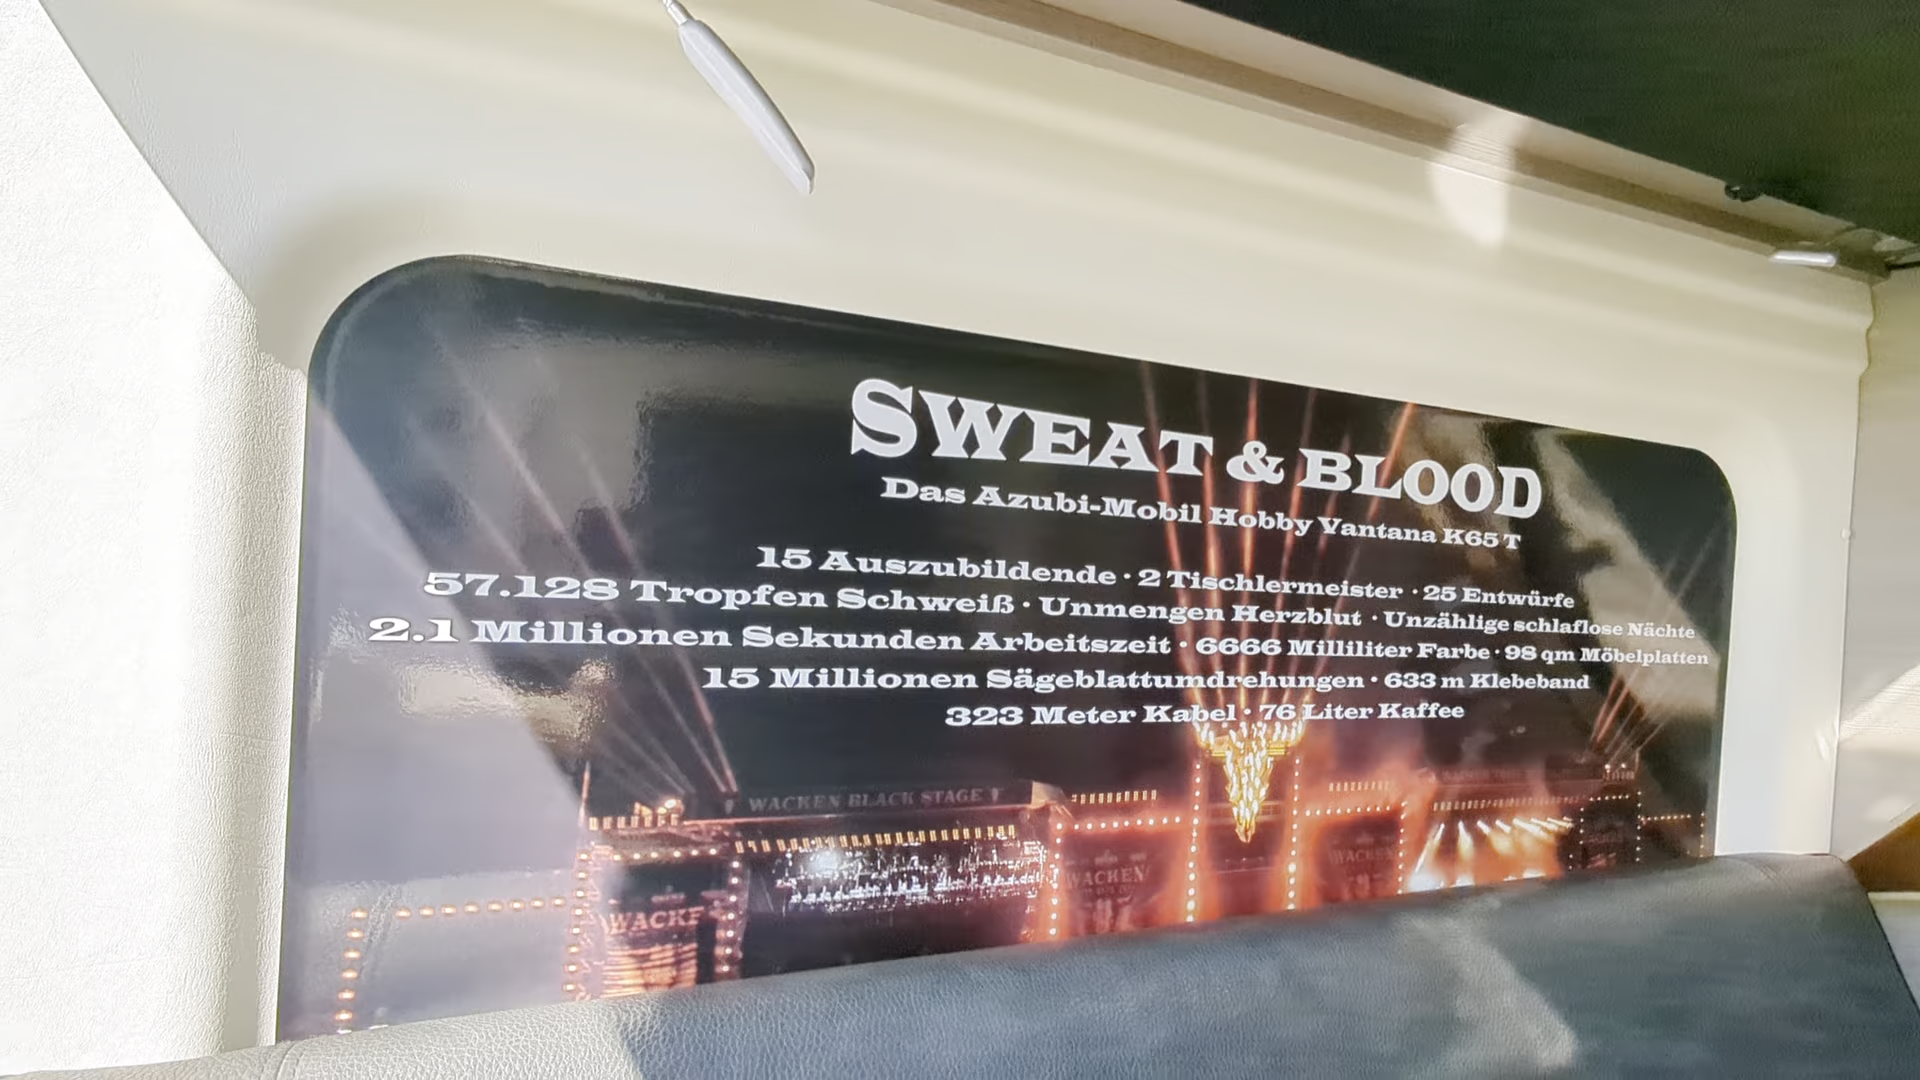 SWEAT & BLOOD
Das Azubi-Mobil Hobby Vantana K65 T
15 Auszubildende · 2 Tischlermeister · 25 Entwürfe
57.128 Tropfen Schweiß · Unmengen Herzblut · Unzählige schlaflose Nächte
2.1 Millionen Sekunden Arbeitszeit · 6666 Milliliter Farbe · 98 qm Möbelplatten
15 Millionen Sägeblattumdrehungen · 633 m Klebeband
323 Meter Kabel · 76 Liter Kaffee
WACKEN BLACK STAGE
WACKEN
WACKEN
WACKE